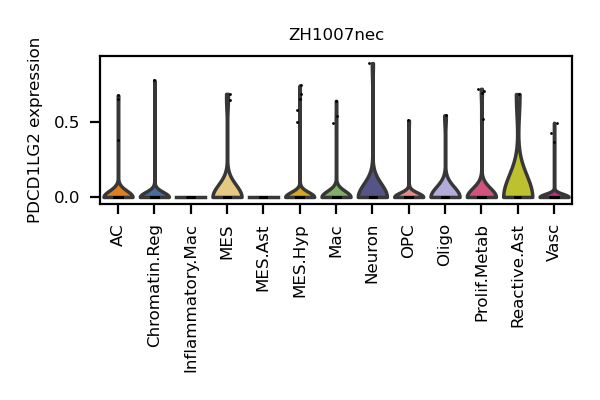 ZH1007nec
PDCD1LG2 expression
0.5
0.0
AC
Chromatin.Reg
Inflammatory.Mac
MES
MES.Ast
MES.Hyp
Mac
Neuron
OPC
Oligo
Prolif.Metab
Reactive.Ast
Vasc